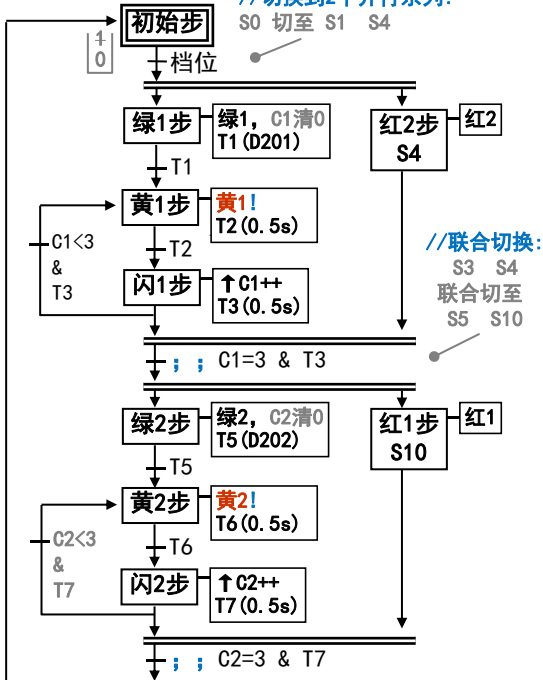 //切换到2个并行系列:
初始步
S0 切至 S1 S4
1
0
档位
绿1步
绿1, C1清0
T1(D201)
红2步
S4
红2
T1
黄1步
黄1!
T2(0.5s)
C1<3
&
T3
T2
//联合切换:
S3 S4
联合切至
S5 S10
闪1步
↑C1++
T3(0.5s)
; ; C1=3 & T3
绿2步
绿2, C2清0
T5(D202)
红1步
S10
红1
T5
黄2步
黄2!
T6(0.5s)
C2<3
&
T7
T6
闪2步
↑C2++
T7(0.5s)
; ; C2=3 & T7